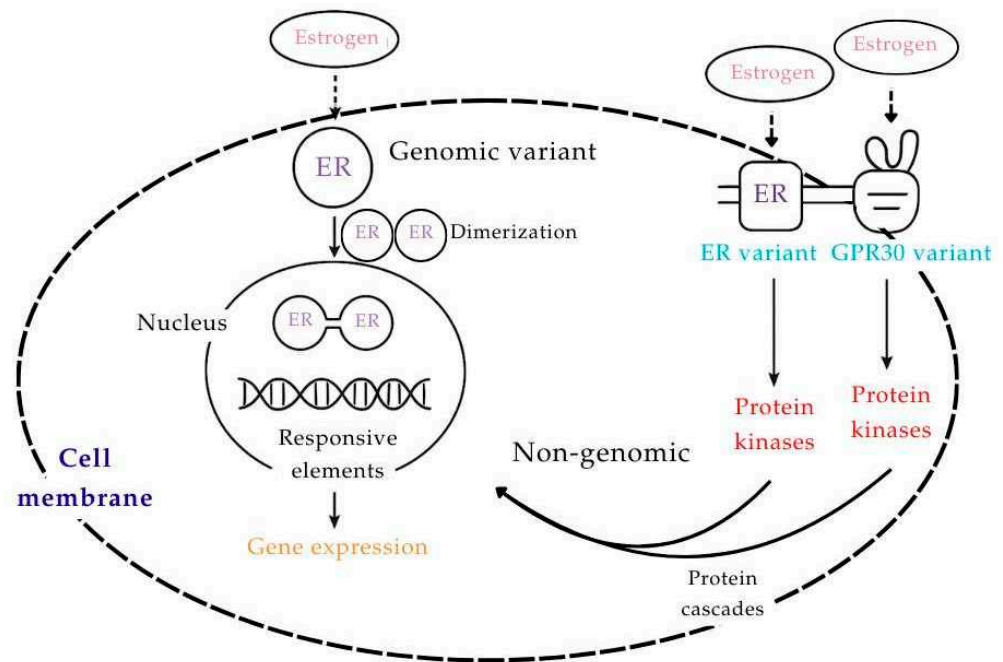 Estrogen
Estrogen
Estrogen
ER
Genomic variant
ER
ER
ER
Dimerization
ER variant
GPR30 variant
Nucleus
ER
ER
Responsive
elements
Gene expression
Cell
membrane
Non-genomic
Protein
kinases
Protein
kinases
Protein
cascades